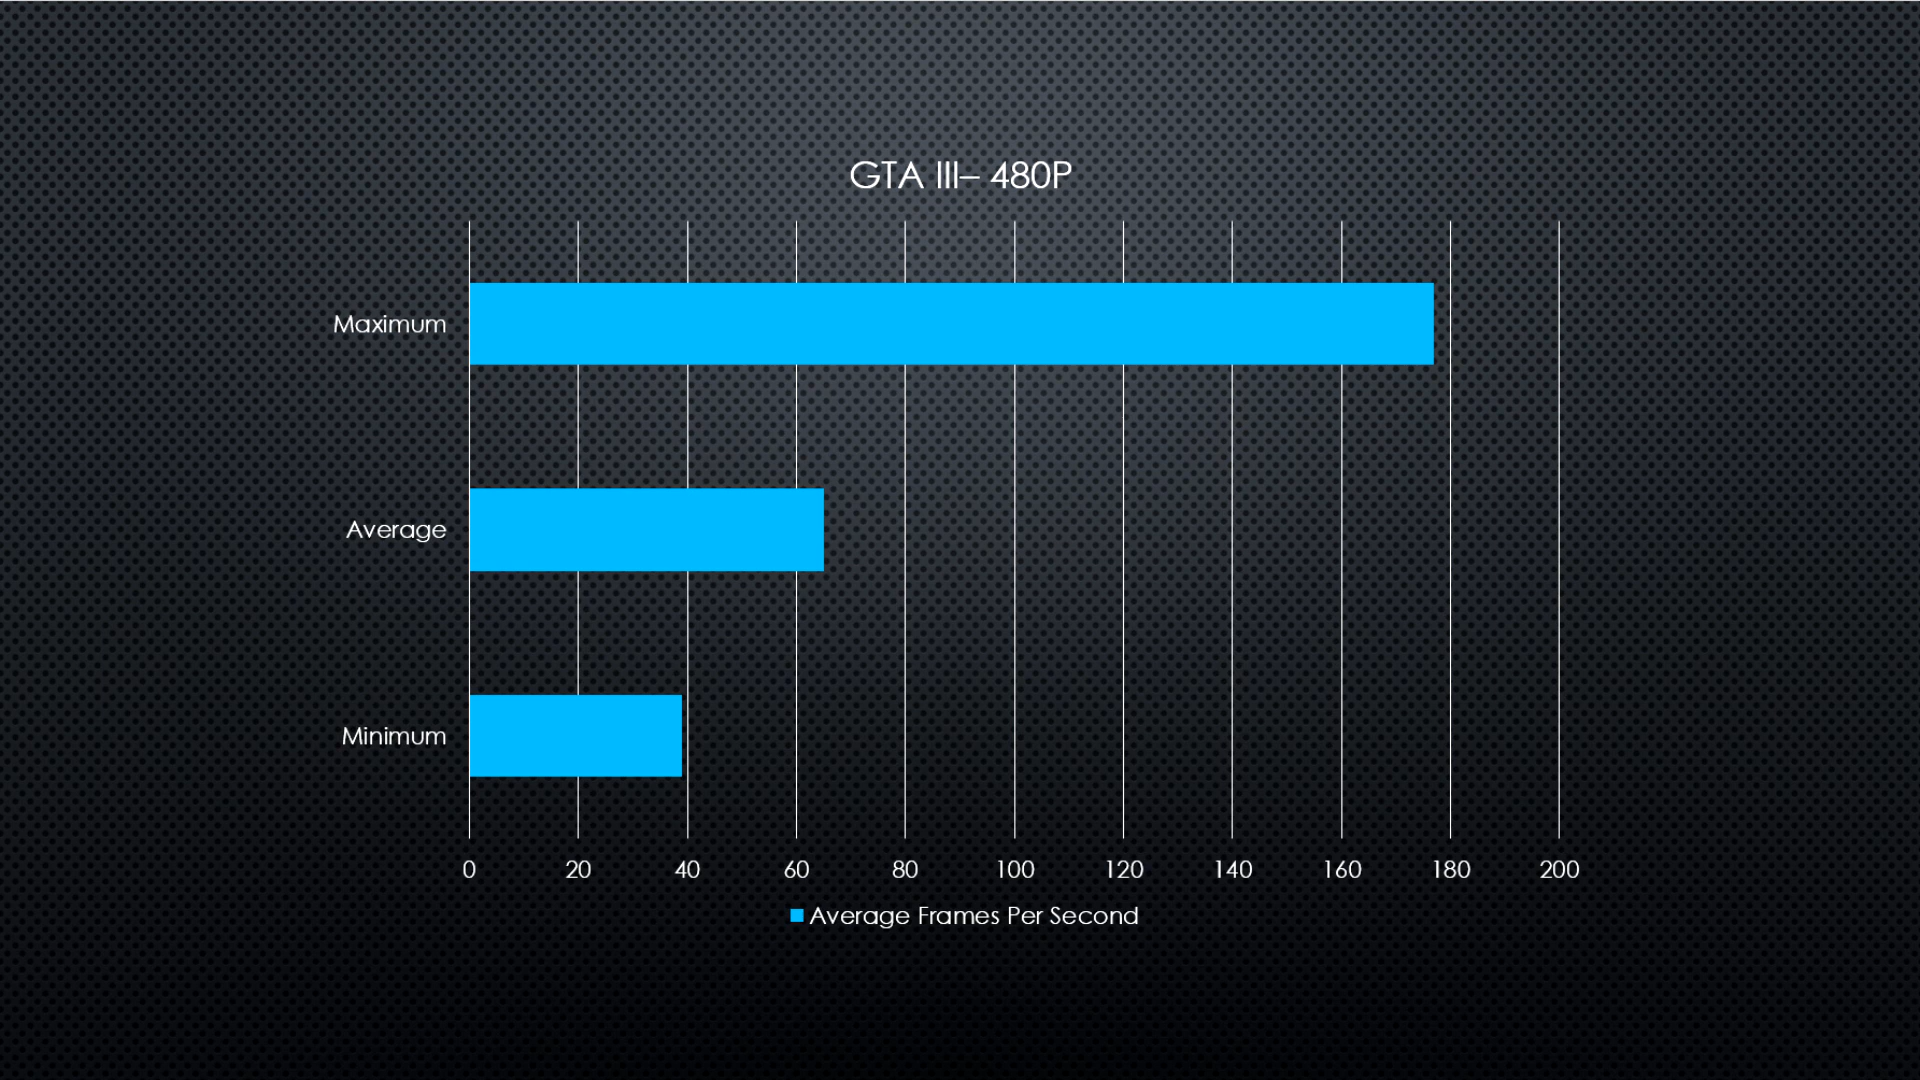 GTA III– 480P
Maximum
Average
Minimum
0 20 40 60 80 100 120 140 160 180 200
Average Frames Per Second